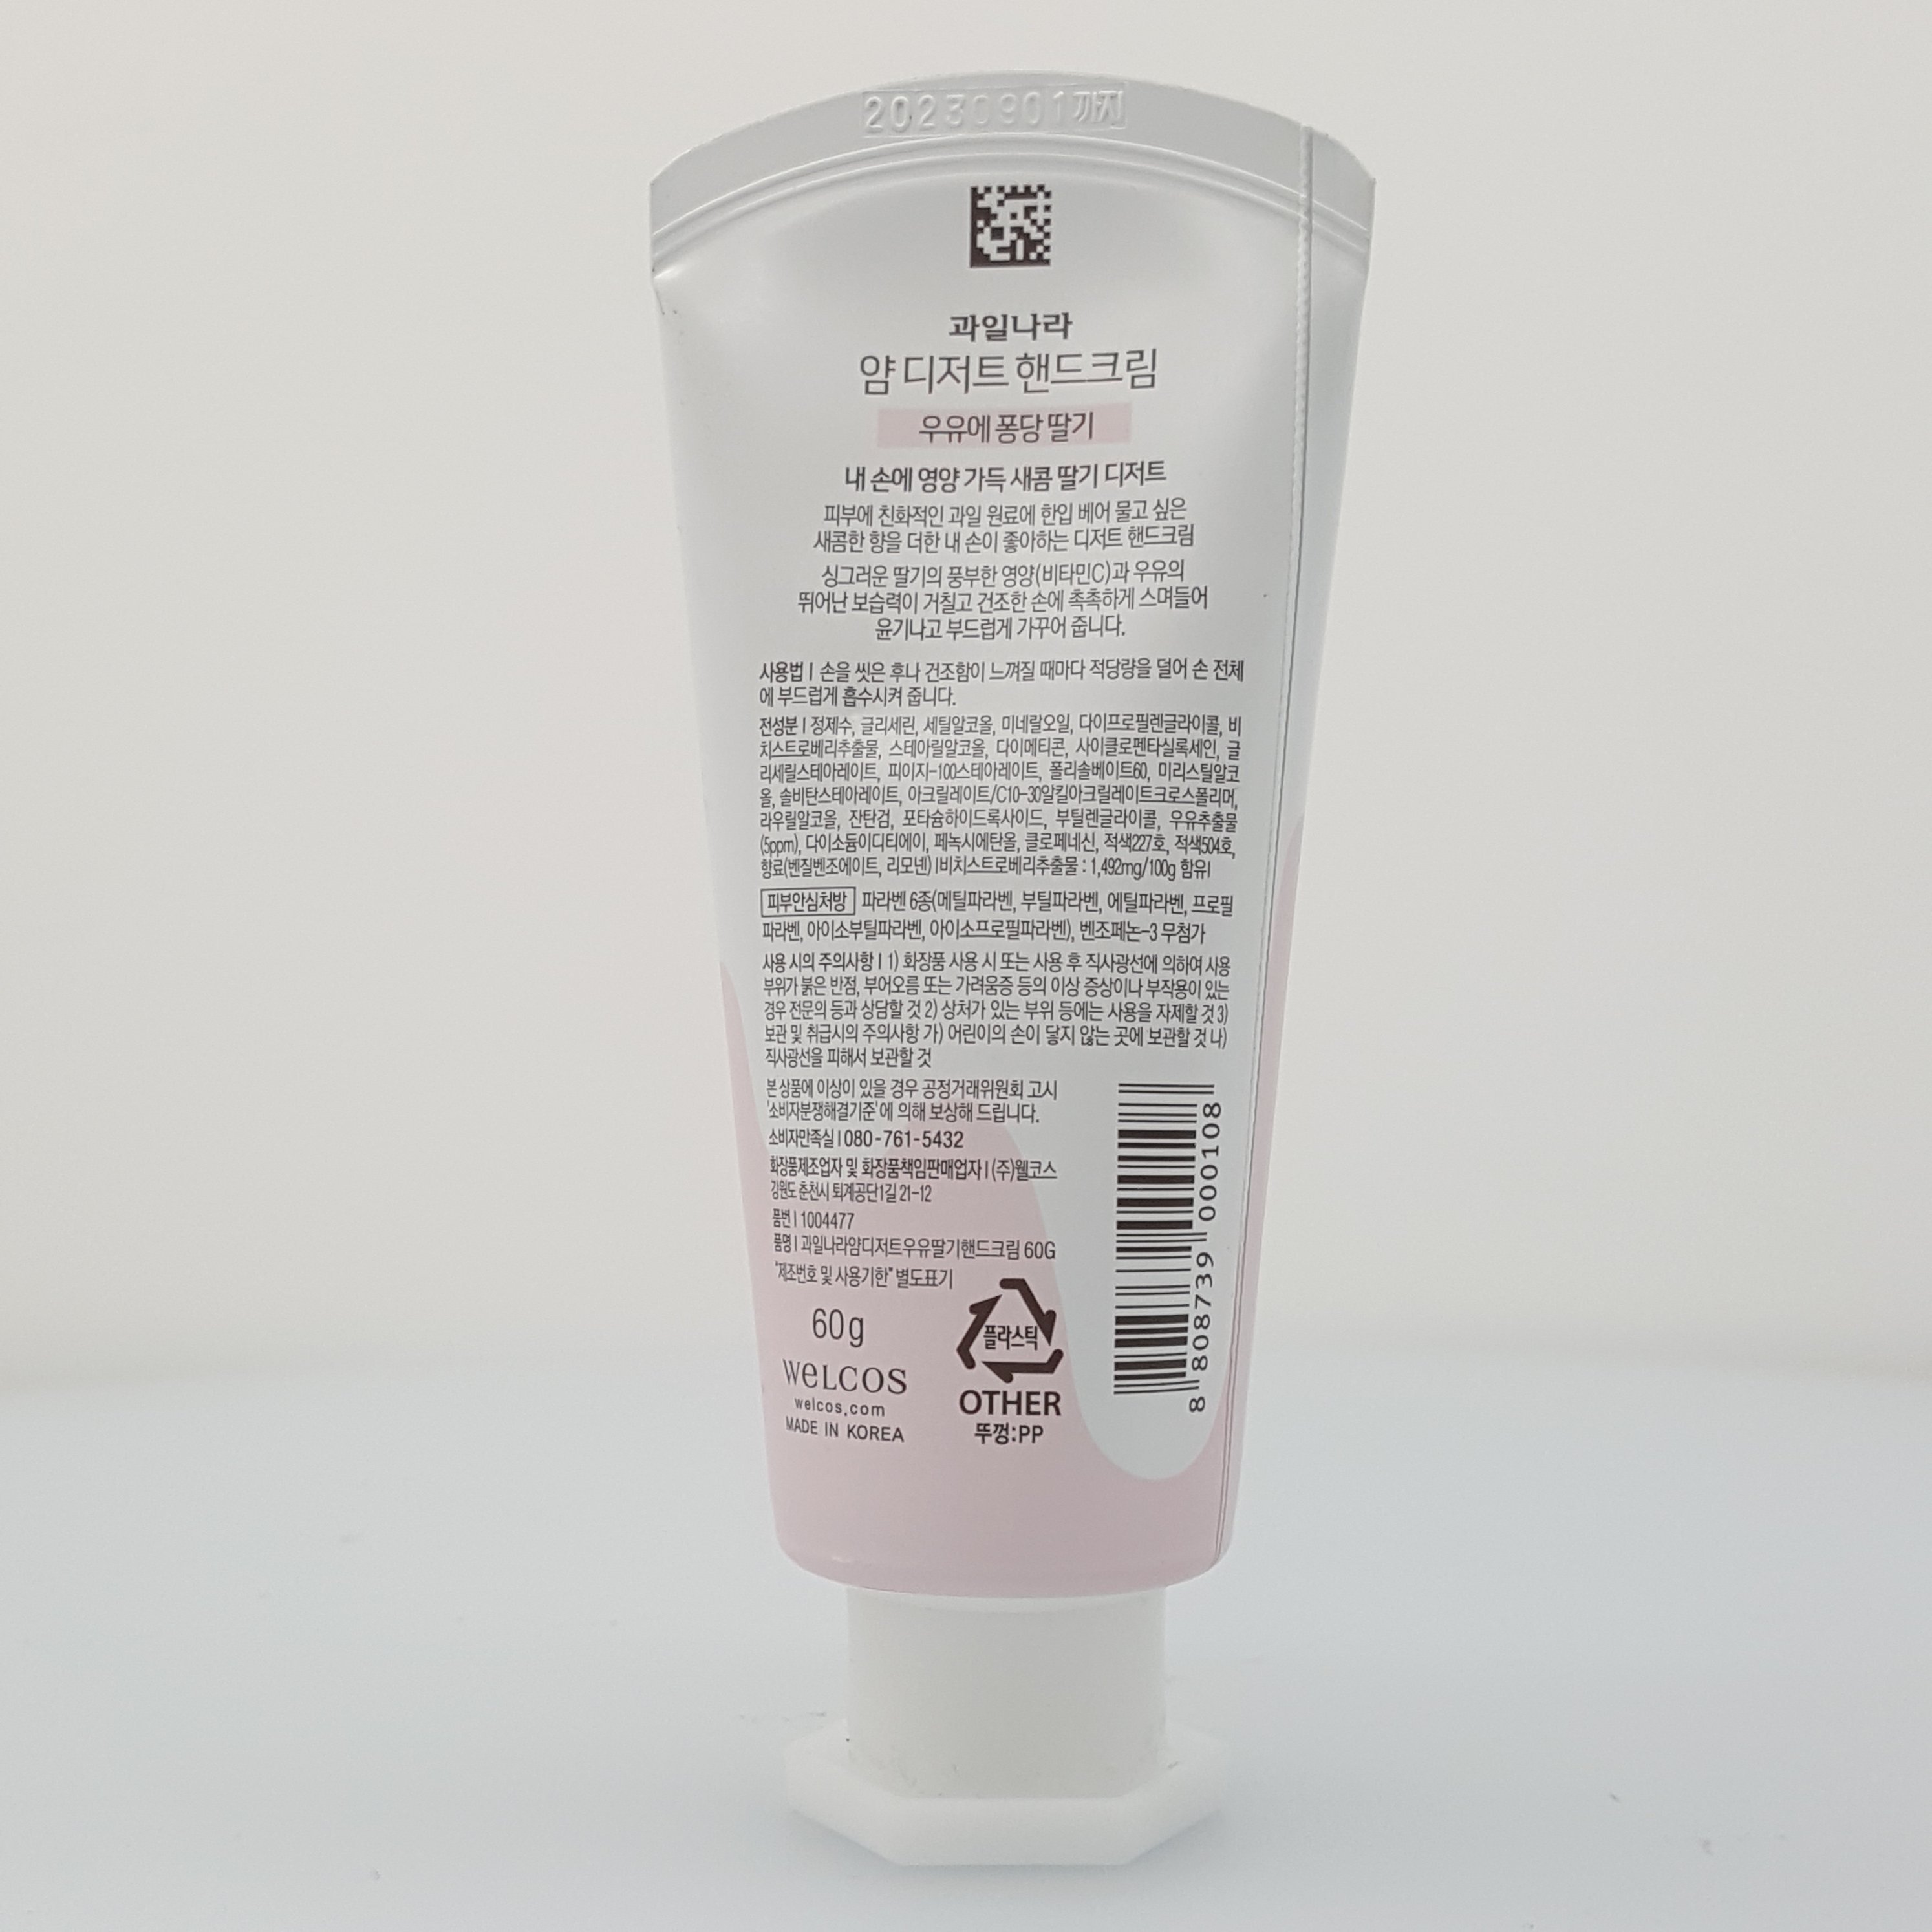 20230901까지
과일나라
얌 디저트 핸드크림
우유에 퐁당 딸기
내 손에 영양 가득 새콤 딸기 디저트
피부에 친화적인 과일 원료에 한입 베어 물고 싶은
새콤한 향을 더한 내 손이 좋아하는 디저트 핸드크림
싱그러운 딸기의 풍부한 영양(비타민C)과 우유의
뛰어난 보습력이 거칠고 건조한 손에 촉촉하게 스며들어
윤기나고 부드럽게 가꾸어 줍니다.
사용법 | 손을 씻은 후나 건조함이 느껴질 때마다 적당량을 덜어 손 전체
에 부드럽게 흡수시켜 줍니다.
전성분 | 정제수, 글리세린, 세틸알코올, 미네랄오일, 다이프로필렌글라이콜, 비
치스트로베리추출물, 스테아릴알코올, 다이메티콘, 사이클로펜타실록세인, 글
리세릴스테아레이트, 피이지-100스테아레이트, 폴리솔베이트60, 미리스틸알코
올, 솔비탄스테아레이트, 아크릴레이트/C10-30알킬아크릴레이트크로스폴리머,
라우릴알코올, 잔탄검, 포타슘하이드록사이드, 부틸렌글라이콜, 우유추출물
(5ppm), 다이소듐이디티에이, 페녹시에탄올, 클로페네신, 적색227호, 적색504호,
향료(벤질벤조에이트, 리모넨) |비치스트로베리추출물 : 1,492mg/100g 함유|
피부안심처방 파라벤 6종(메틸파라벤, 부틸파라벤, 에틸파라벤, 프로필
파라벤, 아이소부틸파라벤, 아이소프로필파라벤), 벤조페논-3 무첨가
사용 시의 주의사항 | 1) 화장품 사용 시 또는 사용 후 직사광선에 의하여 사용
부위가 붉은 반점, 부어오름 또는 가려움증 등의 이상 증상이나 부작용이 있는
경우 전문의 등과 상담할 것 2) 상처가 있는 부위 등에는 사용을 자제할 것 3)
보관 및 취급시의 주의사항 가) 어린이의 손이 닿지 않는 곳에 보관할 것 나)
직사광선을 피해서 보관할 것
본 상품에 이상이 있을 경우 공정거래위원회 고시
'소비자분쟁해결기준'에 의해 보상해 드립니다.
소비자만족실 | 080-761-5432
화장품제조업자 및 화장품책임판매업자 | (주)웰코스
강원도 춘천시 퇴계공단1길 21-12
품번 | 1004477
품명 | 과일나라얌디저트우유딸기핸드크림 60G
"제조번호 및 사용기한" 별도표기
60g
WELCOS
welcos.com
MADE IN KOREA
플라스틱
OTHER
뚜껑:PP
8 808739 000108